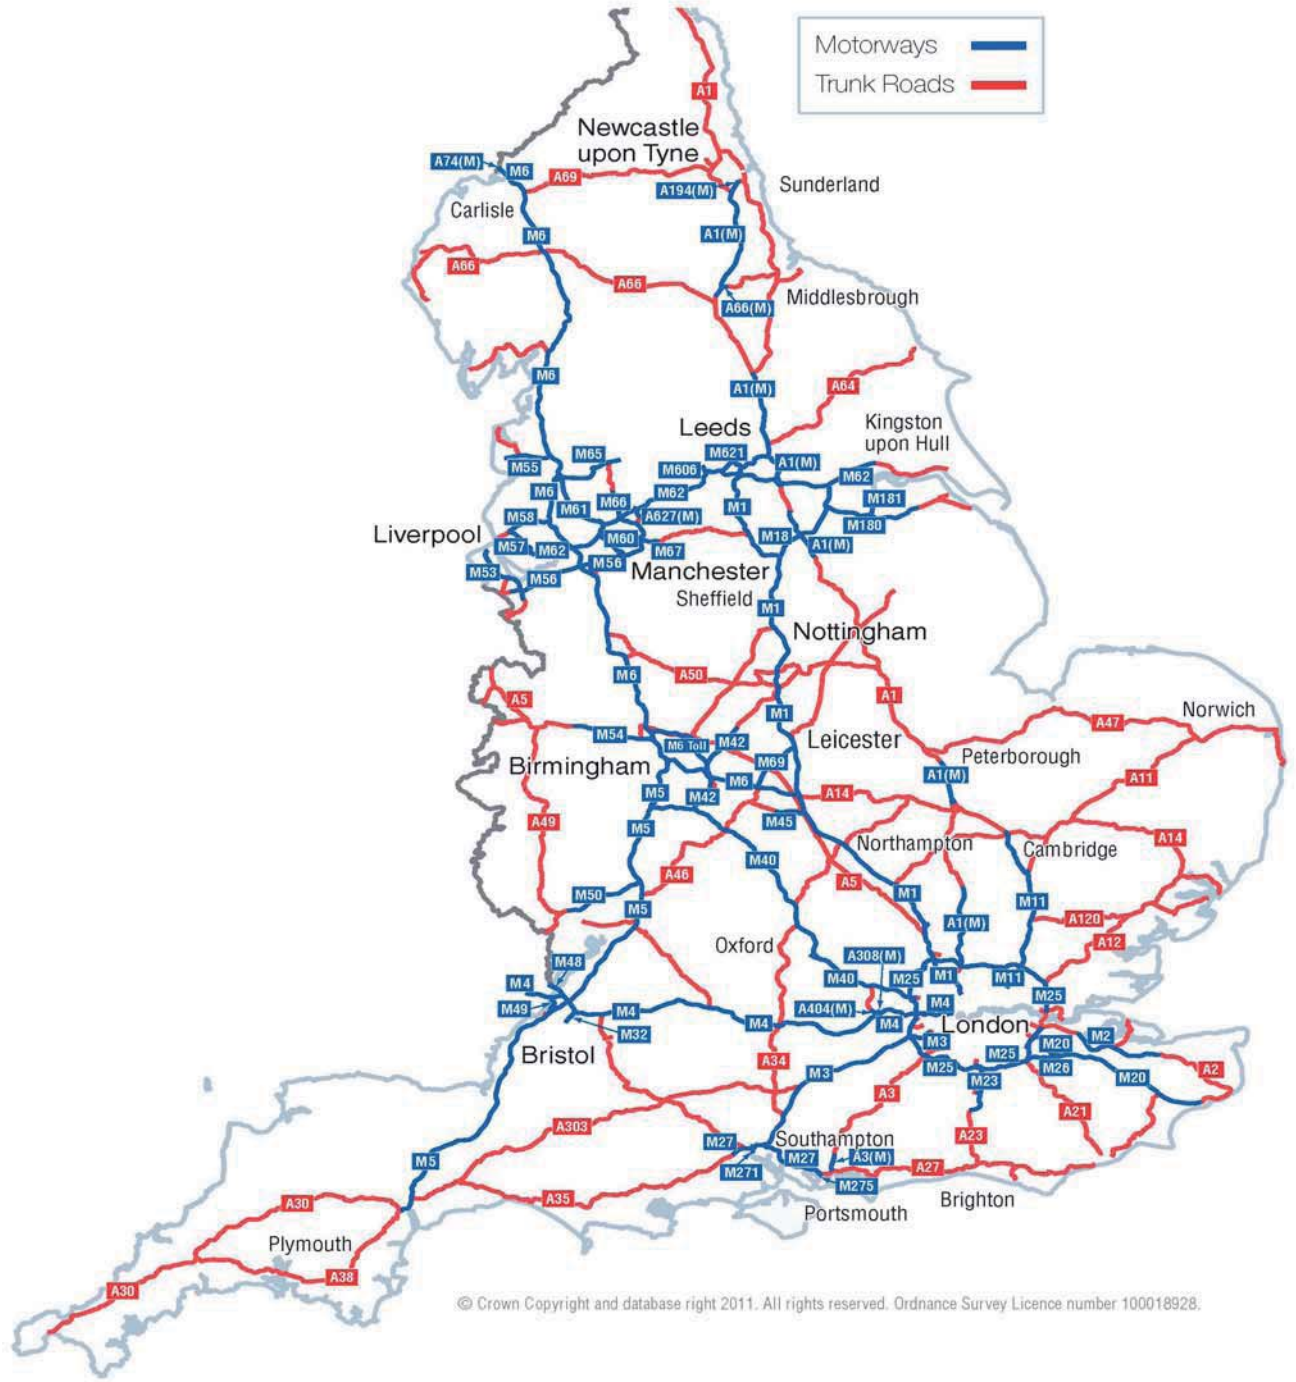 Motorways
Trunk Roads
A1
Newcastle
upon Tyne
A74(M)
M6
A69
A194(M)
Sunderland
Carlisle
M6
A1(M)
A66
A66
Middlesbrough
A66(M)
M6
A1(M)
A64
Leeds
Kingston
upon Hull
M65
M621
M55
M606
A1(M)
M62
M6
M62
M181
M66
M61
M1
M58
A627(M)
M180
Liverpool
M60
M18
M57
M62
M67
A1(M)
M53
M56
M56
Manchester
Sheffield
M1
Nottingham
M6
A50
A5
A1
M1
Norwich
A47
M54
M6 Toll
M42
Leicester
Peterborough
Birmingham
M69
A1(M)
A11
M6
M5
M42
A14
A49
M5
M45
Northampton
Cambridge
A14
M40
A46
A5
M50
M1
M11
M5
A1(M)
A120
Oxford
A12
A308(M)
M48
M40
M25
M1
M11
M4
M25
M49
M4
A404(M)
M4
M4
M4
London
M32
M3
M20
M2
Bristol
M25
A34
M3
M25
M26
A2
M23
M20
A3
A21
A303
A23
M27
Southampton
M5
M27
A3(M)
A27
M271
M275
A30
A35
Brighton
Portsmouth
Plymouth
A38
A30
© Crown Copyright and database right 2011. All rights reserved. Ordnance Survey Licence number 100018928.